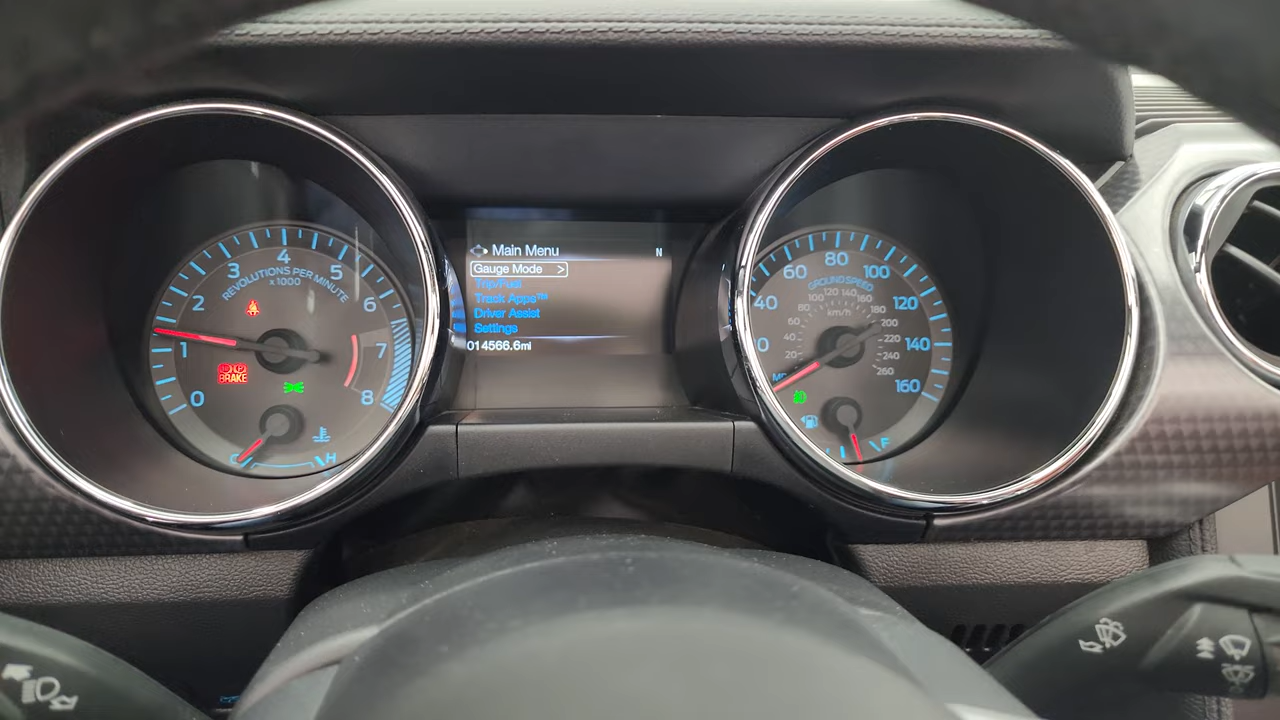 Main Menu
N
Gauge Mode >
Trip/Fuel
Track Apps™
Driver Assist
Settings
014566.6mi
0
1
2
3
4
5
6
7
8
REVOLUTIONS PER MINUTE
x1000
BRAKE
C
H
40
60
80
100
120
140
160
GROUND SPEED
km/h
20
40
60
80
100
120
140
160
180
200
220
240
260
F